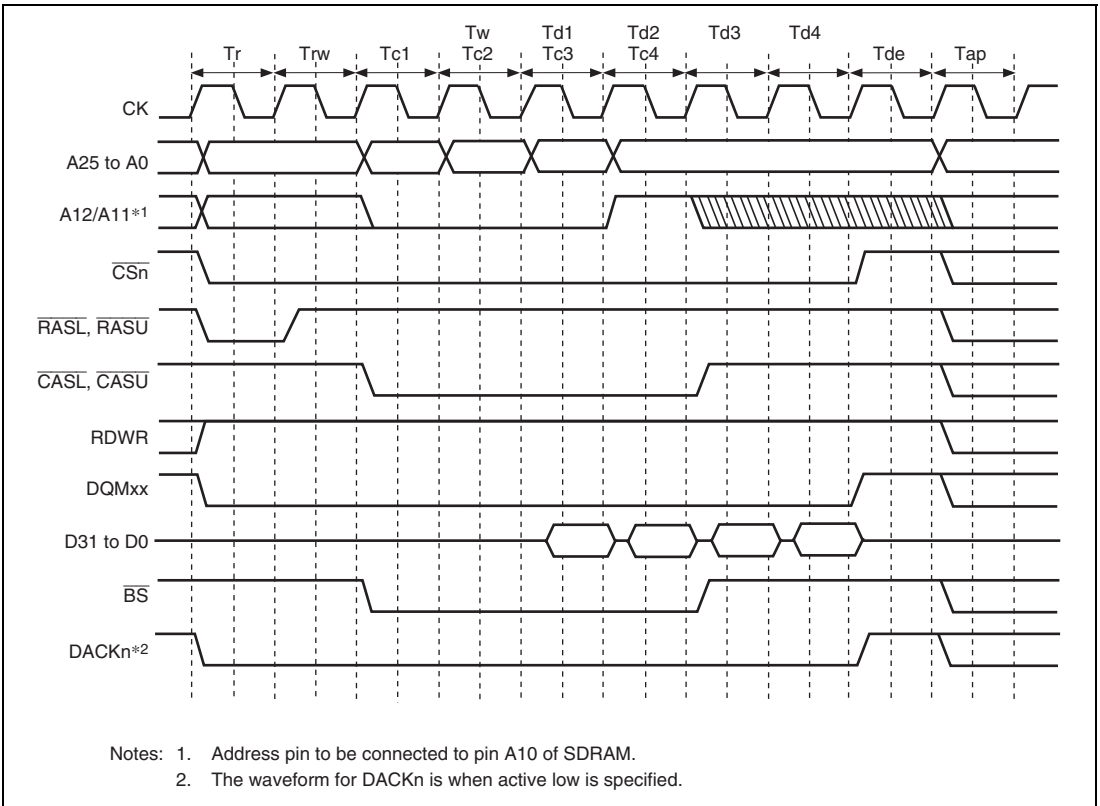 Tw Td1 Td2 Td3 Td4
Tr Trw Tc1 Tc2 Tc3 Tc4 Tde Tap
CK
A25 to A0
A12/A11*1
CSn
RASL, RASU
CASL, CASU
RDWR
DQMxx
D31 to D0
BS
DACKn*2
Notes: 1. Address pin to be connected to pin A10 of SDRAM.
2. The waveform for DACKn is when active low is specified.